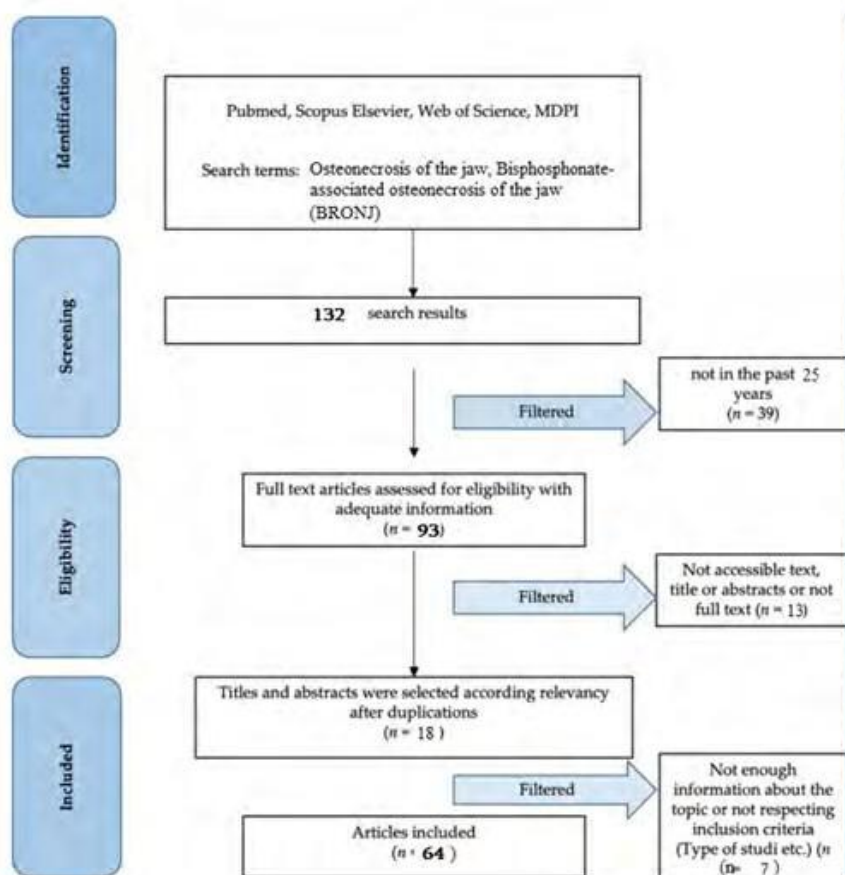 Identification
Pubmed, Scopus Elsevier, Web of Science, MDPI
Search terms: Osteonecrosis of the jaw, Bisphosphonate-
associated osteonecrosis of the jaw
(BRONJ)
Screening
132 search results
Filtered
not in the past 25
years
(n = 39)
Eligibility
Full text articles assessed for eligibility with
adequate information
(n = 93)
Filtered
Not accessible text,
title or abstracts or not
full text (n = 13)
Included
Titles and abstracts were selected according relevancy
after duplications
(n = 18 )
Filtered
Not enough
information about the
topic or not respecting
inclusion criteria
(Type of studi etc.) (n
(n= 7 )
Articles included
(n · 64 )